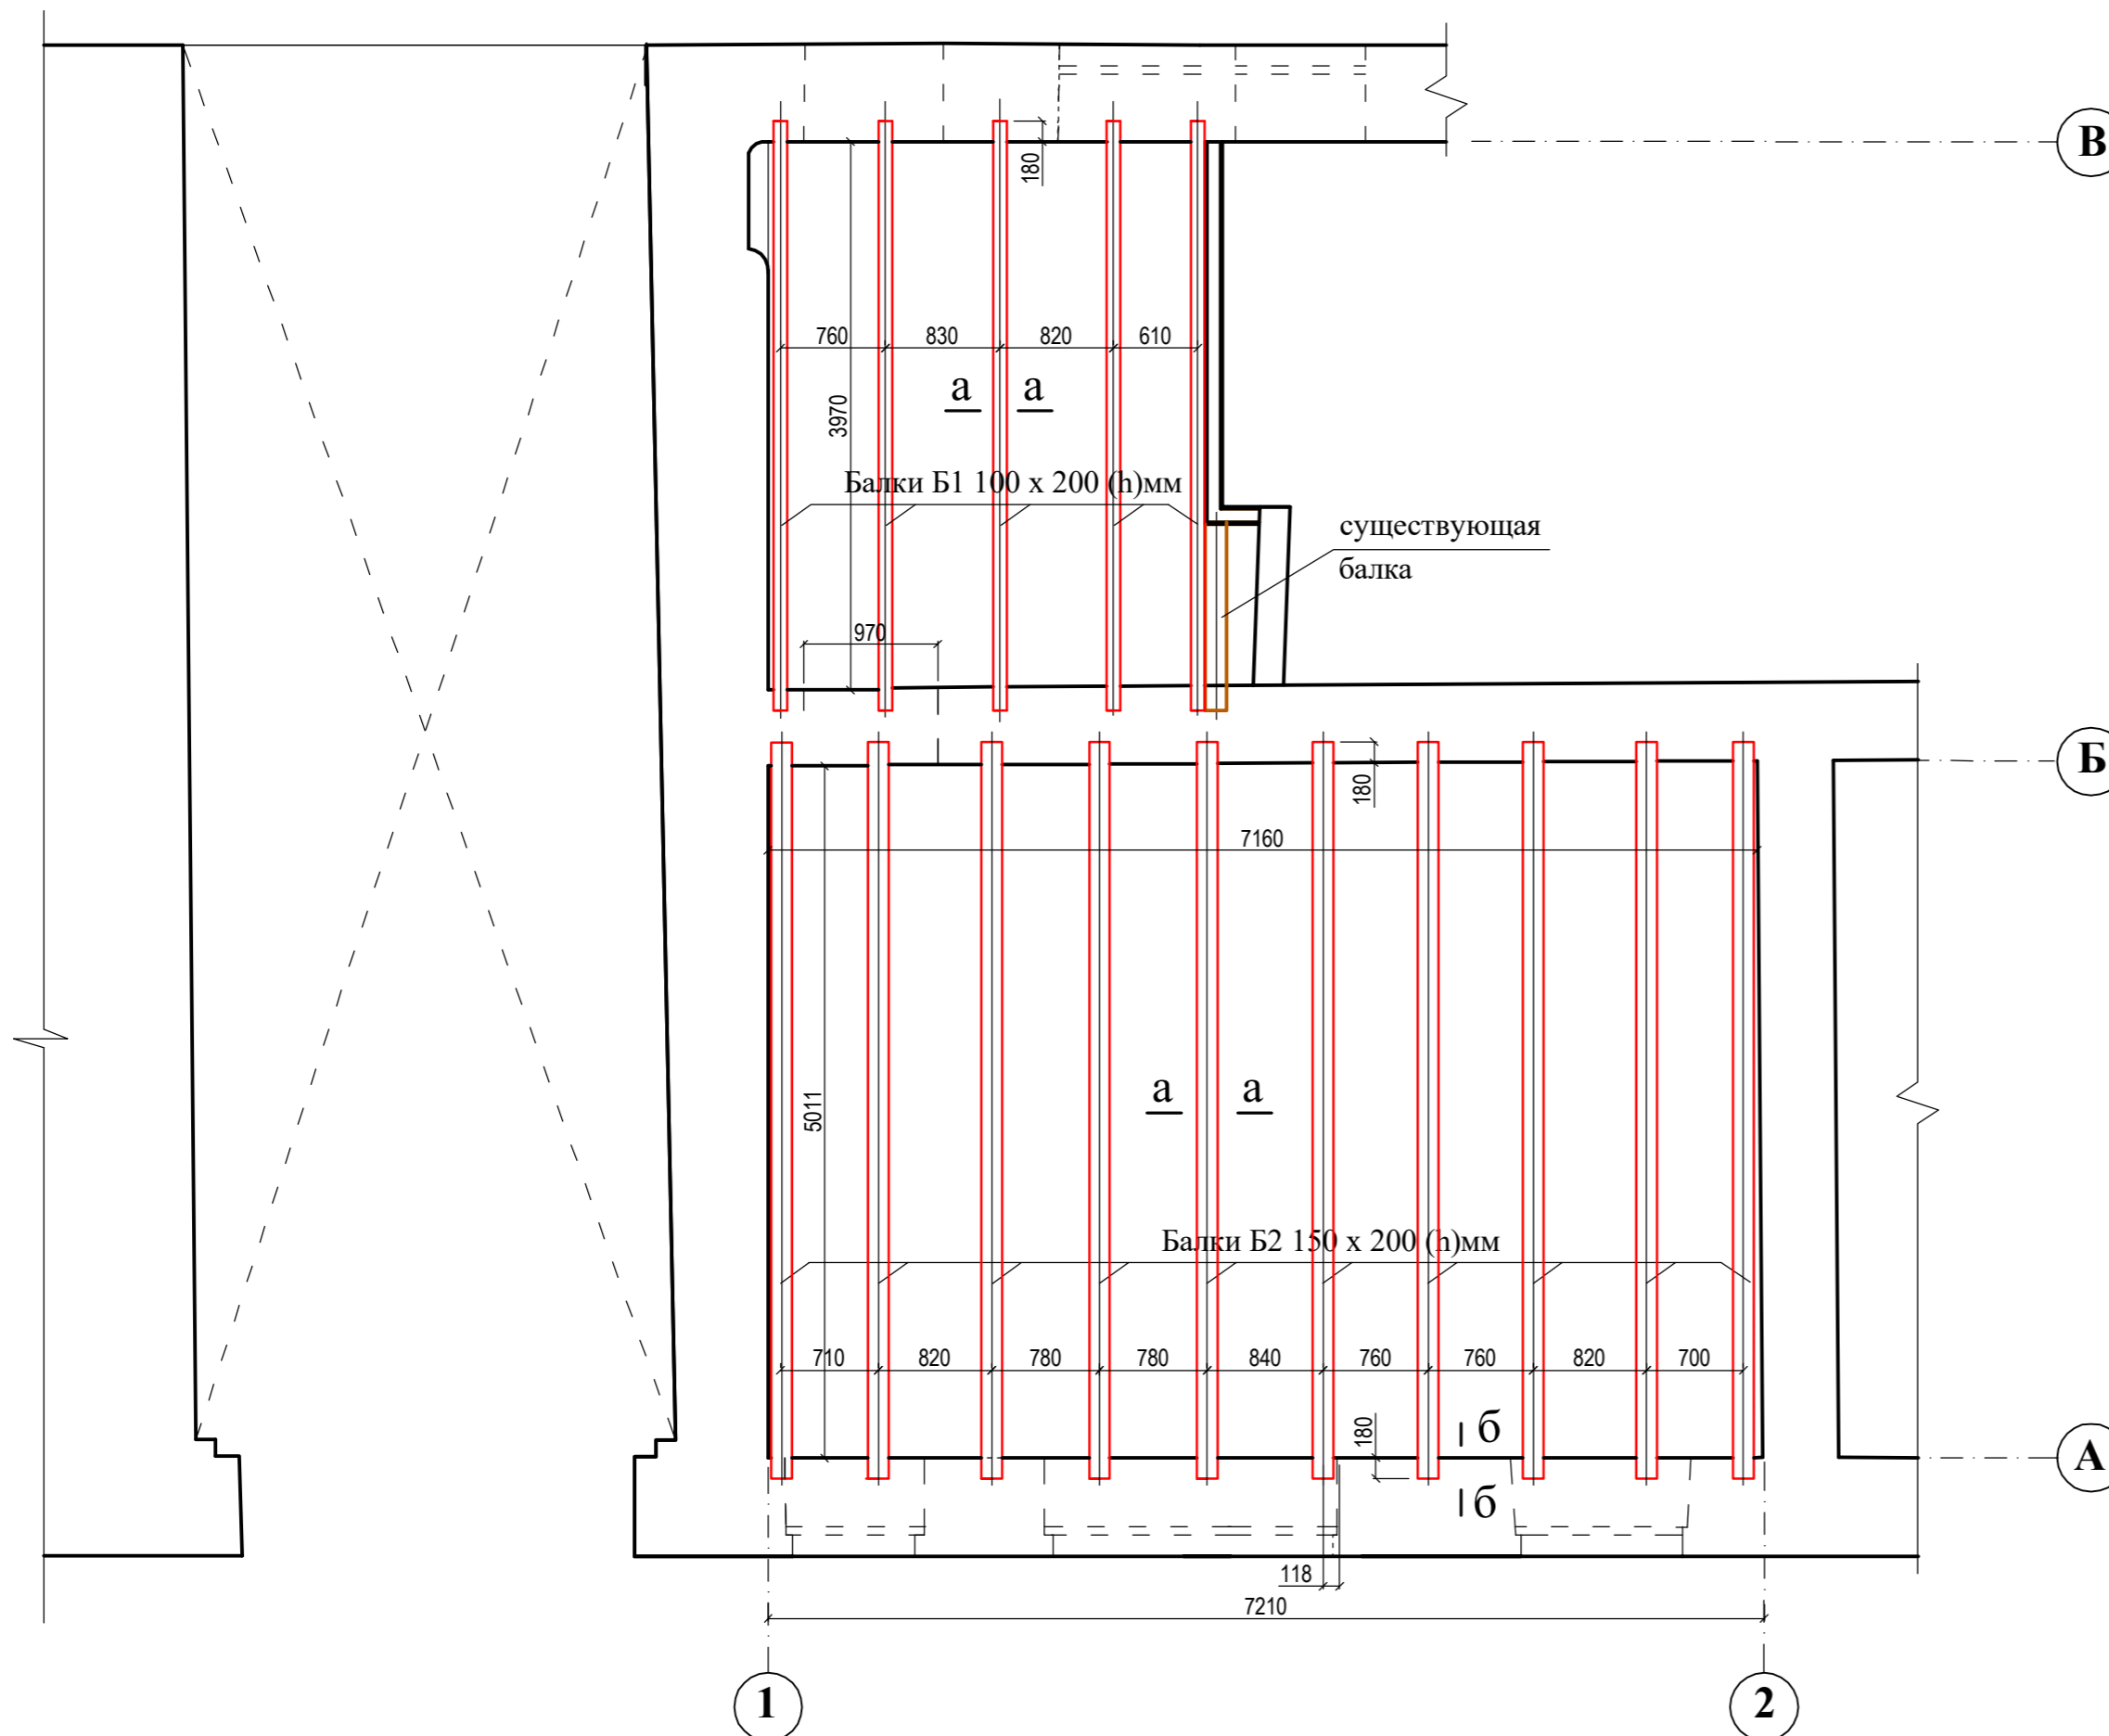 В
180
760 830 820 610
а а
3970
Балки Б1 100 х 200 (h)мм
существующая
балка
970
Б
180
7160
5011
а а
Балки Б2 150 х 200 (h)мм
710 820 780 780 840 760 760 820 700
180
б
А
б
118
7210
1 2